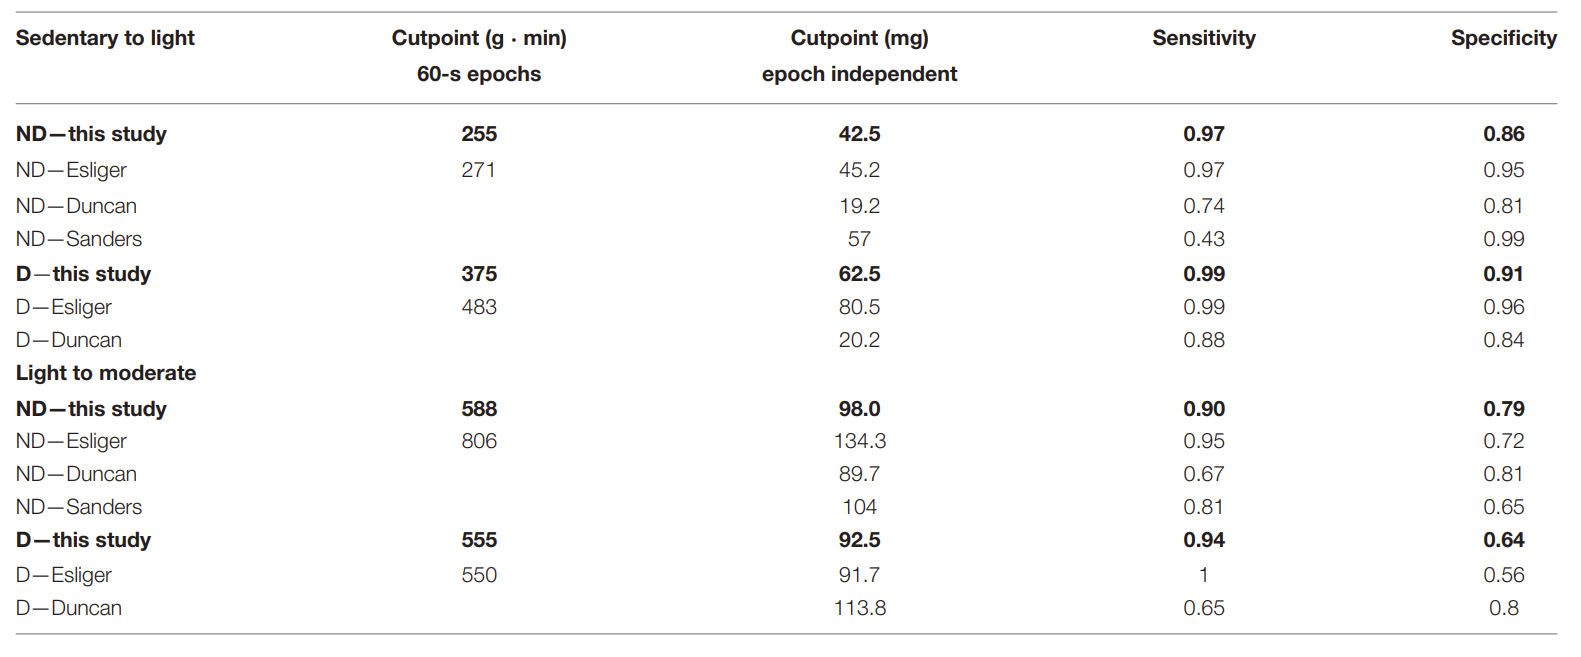 Sedentary to light Cutpoint (g · min) Cutpoint (mg) Sensitivity Specificity
60-s epochs epoch independent
ND—this study 255 42.5 0.97 0.86
ND—Esliger 271 45.2 0.97 0.95
ND—Duncan 19.2 0.74 0.81
ND—Sanders 57 0.43 0.99
D—this study 375 62.5 0.99 0.91
D—Esliger 483 80.5 0.99 0.96
D—Duncan 20.2 0.88 0.84
Light to moderate
ND—this study 588 98.0 0.90 0.79
ND—Esliger 806 134.3 0.95 0.72
ND—Duncan 89.7 0.67 0.81
ND—Sanders 104 0.81 0.65
D—this study 555 92.5 0.94 0.64
D—Esliger 550 91.7 1 0.56
D—Duncan 113.8 0.65 0.8